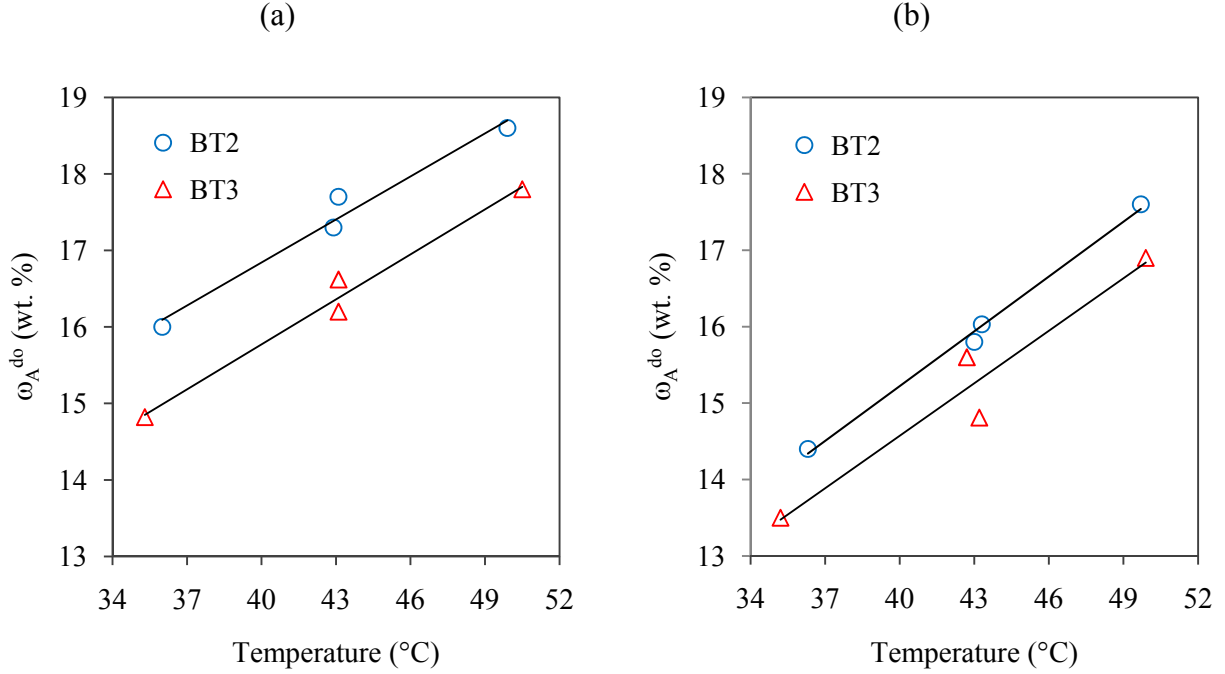 (a)
19
18
17
16
15
14
13
ω_A^do (wt. %)
BT2
BT3
34 37 40 43 46 49 52
Temperature (°C)
(b)
19
18
17
16
15
14
13
ω_A^do (wt. %)
BT2
BT3
34 37 40 43 46 49 52
Temperature (°C)